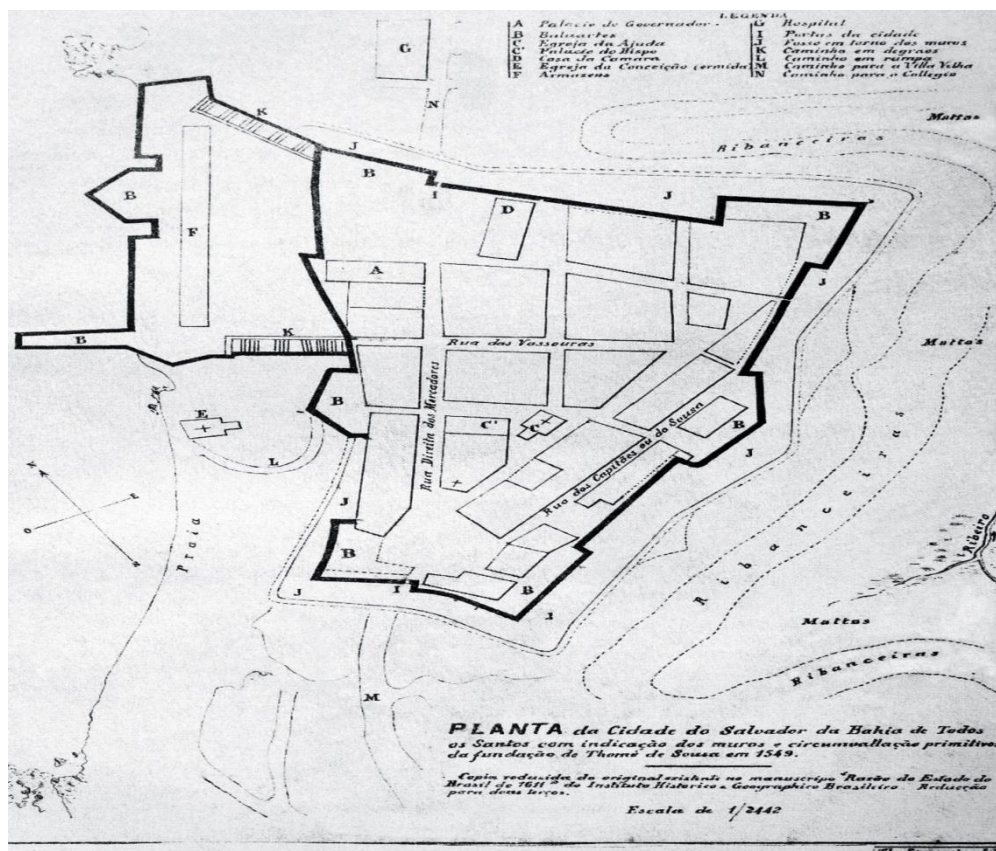 LEGENDA
A Palacio do Governador.
B Baluartes
C Egreja da Ajuda
C' Palacio do Bispo
D Casa da Camara
E Egreja da Conceição (ermida)
F Armazens
G Hospital
I Portas da cidade
J Fosso em torno dos muros
K Caminho em degraos
L Caminho em rampa
M Caminho para a Villa Velha
N Caminho para o Collegio
G
N
K
J
B
I
J
B
D
B
F
A
J
K
B
Rua das Vassouras
B
E
L
Rua Direita dos Mercadores
C'
C
Rua dos Capitães ou do Sousa
B
J
J
B
J
I
B
J
M
Praia
N
E
O
Mattos
Ribanceiras
Mattos
Ribanceiras
Ribeiro
Mattos
Ribanceiras
PLANTA da Cidade do Salvador da Bahia de Todos
os Santos com indicação dos muros e circumvallação primitivos
da fundação de Thomé de Sousa em 1549.
Copia reduzida do original existente no manuscripto "Razão do Estado do
Brasil de 1611" do Instituto Historico e Geographico Brasileiro Reducção
para dous terços.
Escala de 1/2442